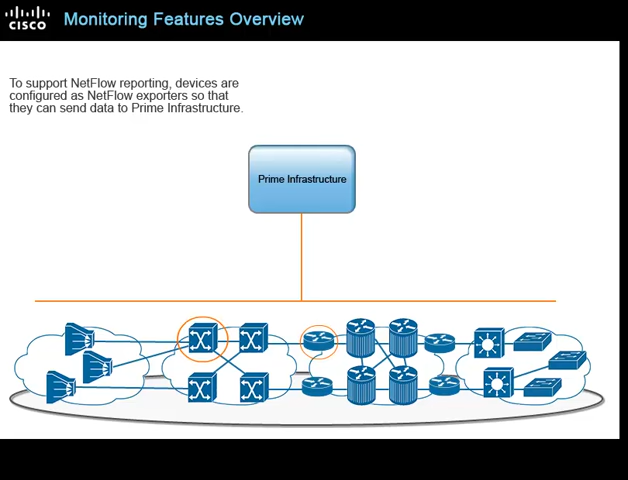 CISCO
Monitoring Features Overview
To support NetFlow reporting, devices are
configured as NetFlow exporters so that
they can send data to Prime Infrastructure.
Prime Infrastructure